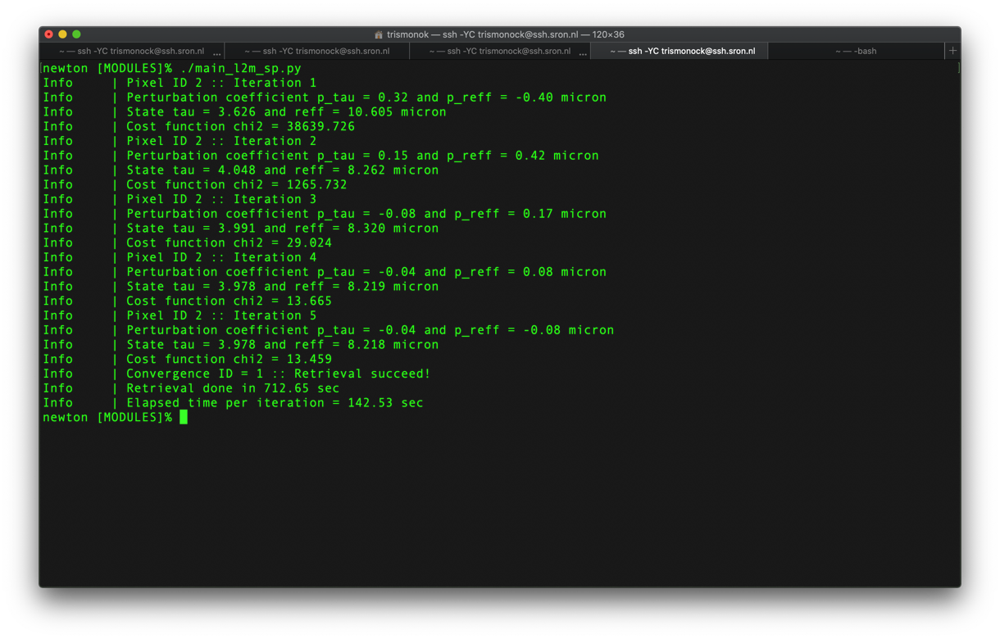 trismonok — ssh -YC trismonock@ssh.sron.nl — 120×36
~ — ssh -YC trismonock@ssh.sron.nl ... ~ — ssh -YC trismonock@ssh.sron.nl ~ — ssh -YC trismonock@ssh.sron.nl ... ~ — ssh -YC trismonock@ssh.sron.nl ~ — -bash +
[newton [MODULES]% ./main_l2m_sp.py ]
Info | Pixel ID 2 :: Iteration 1
Info | Perturbation coefficient p_tau = 0.32 and p_reff = -0.40 micron
Info | State tau = 3.626 and reff = 10.605 micron
Info | Cost function chi2 = 38639.726
Info | Pixel ID 2 :: Iteration 2
Info | Perturbation coefficient p_tau = 0.15 and p_reff = 0.42 micron
Info | State tau = 4.048 and reff = 8.262 micron
Info | Cost function chi2 = 1265.732
Info | Pixel ID 2 :: Iteration 3
Info | Perturbation coefficient p_tau = -0.08 and p_reff = 0.17 micron
Info | State tau = 3.991 and reff = 8.320 micron
Info | Cost function chi2 = 29.024
Info | Pixel ID 2 :: Iteration 4
Info | Perturbation coefficient p_tau = -0.04 and p_reff = 0.08 micron
Info | State tau = 3.978 and reff = 8.219 micron
Info | Cost function chi2 = 13.665
Info | Pixel ID 2 :: Iteration 5
Info | Perturbation coefficient p_tau = -0.04 and p_reff = -0.08 micron
Info | State tau = 3.978 and reff = 8.218 micron
Info | Cost function chi2 = 13.459
Info | Convergence ID = 1 :: Retrieval succeed!
Info | Retrieval done in 712.65 sec
Info | Elapsed time per iteration = 142.53 sec
newton [MODULES]%